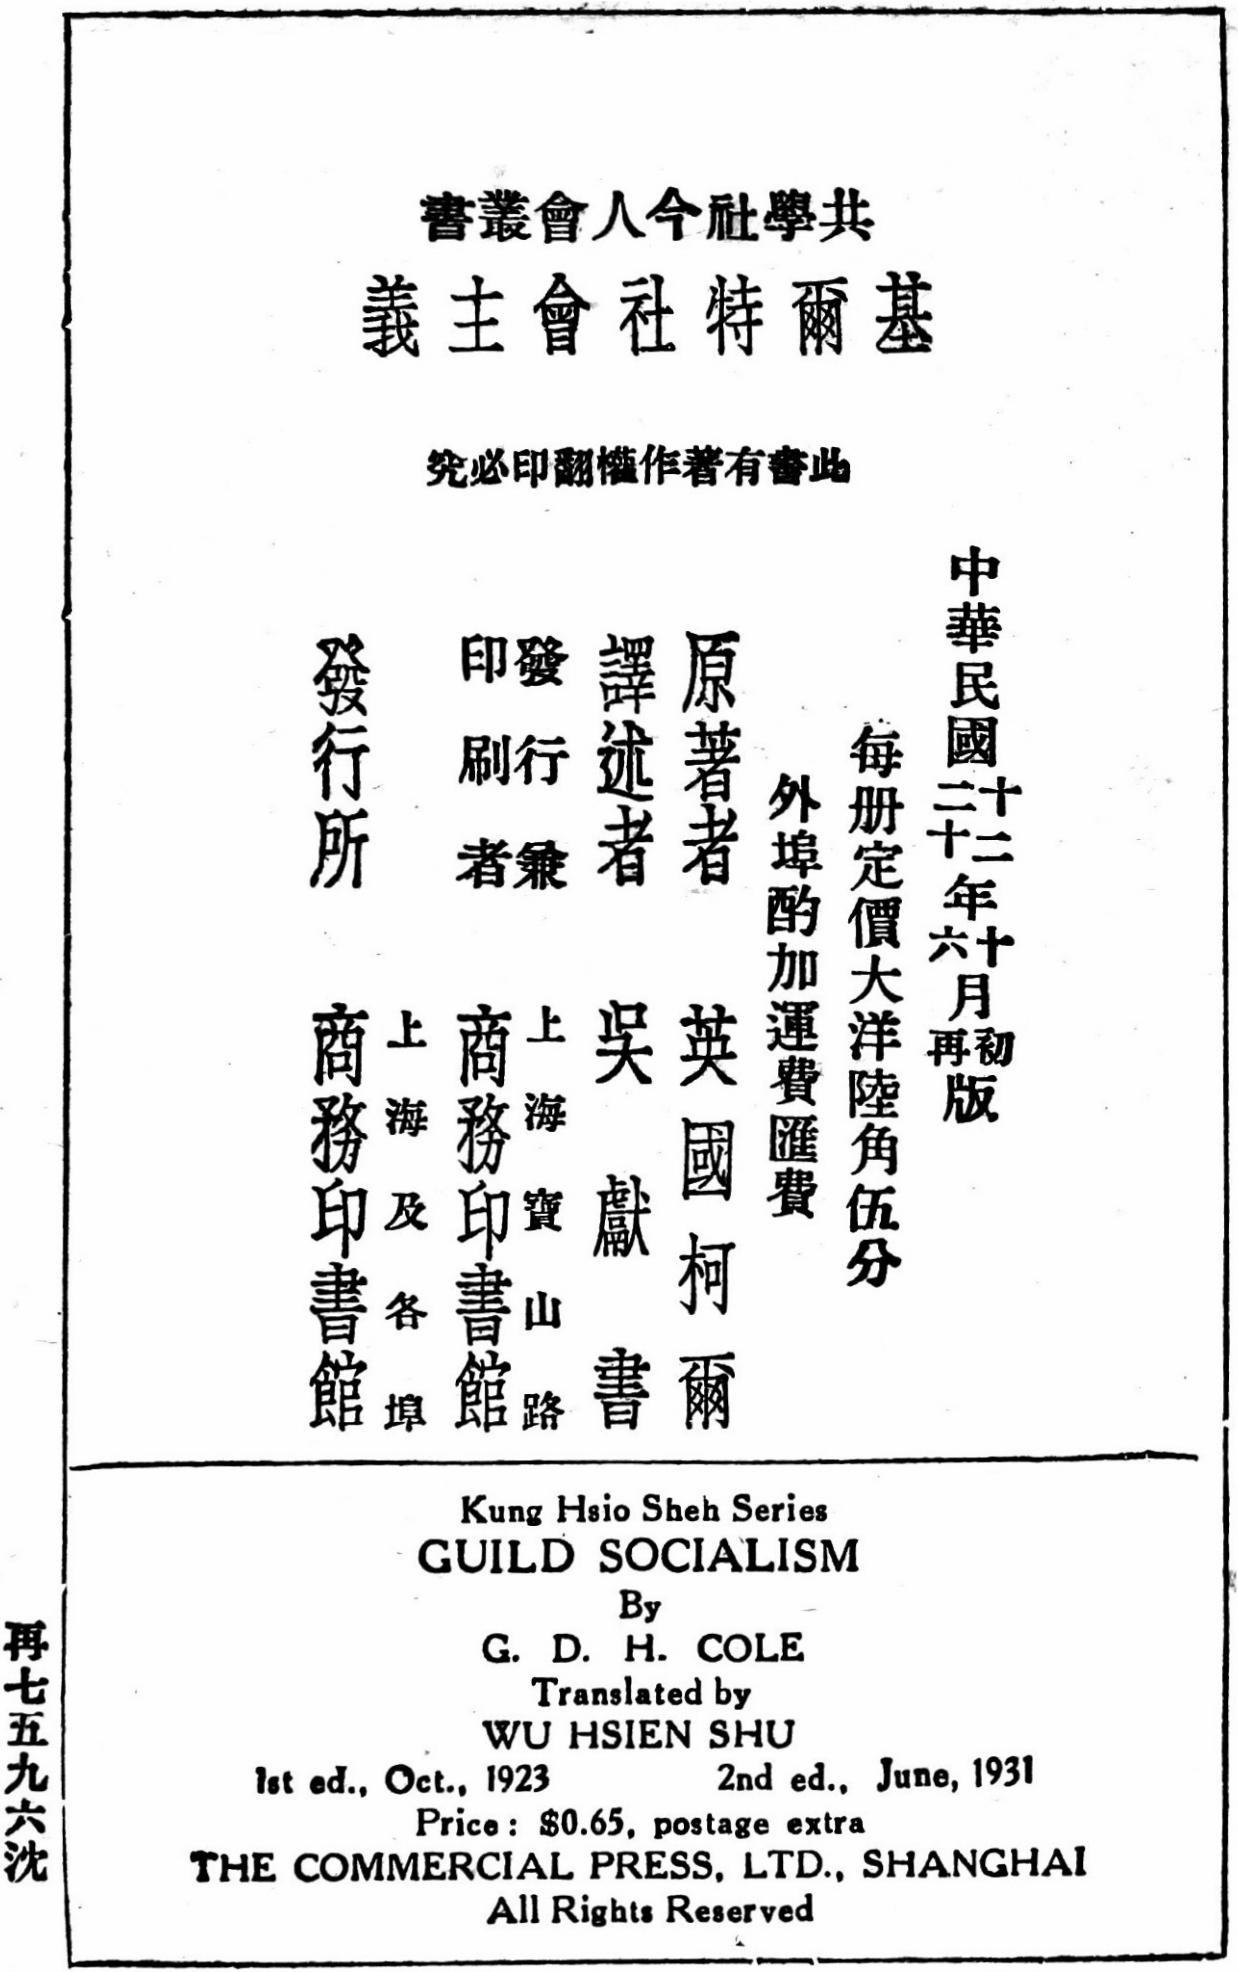 共學社今人會叢書
基爾特社會主義
此書有著作權翻印必究
中華民國十二年十月初版
二十年六月再版
每册定價大洋陸角伍分
外埠酌加運費匯費
原著者 英國柯爾
譯述者 吳獻書
發行兼印刷者 上海寶山路 商務印書館
發行所 上海及各埠 商務印書館
Kung Hsio Sheh Series
GUILD SOCIALISM
By
G. D. H. COLE
Translated by
WU HSIEN SHU
1st ed., Oct., 1923 2nd ed., June, 1931
Price: $0.65, postage extra
THE COMMERCIAL PRESS, LTD., SHANGHAI
All Rights Reserved
再七五九六沈